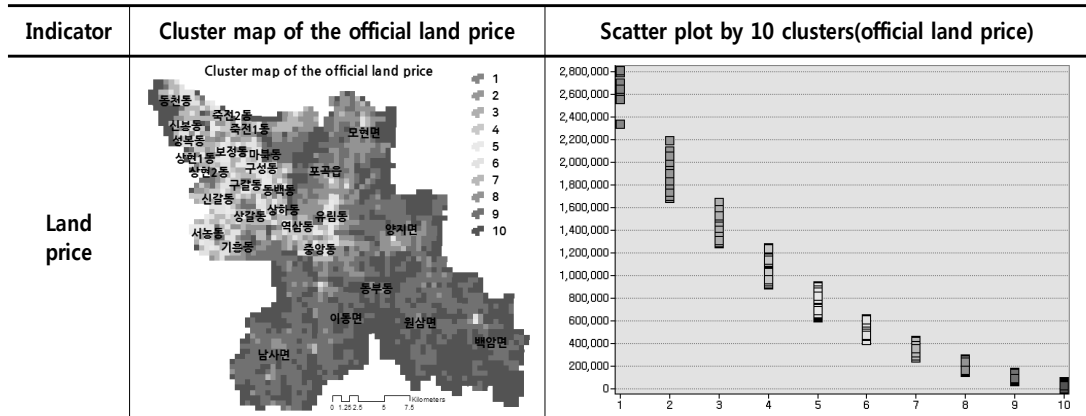 Indicator
Cluster map of the official land price
Scatter plot by 10 clusters(official land price)
Land
price
Cluster map of the official land price
1
2
3
4
5
6
7
8
9
10
동천동
죽전2동
신봉동
죽전1동
모현면
성복동
보정동
마북동
상현1동
상현2동
구성동
포곡읍
구갈동
동백동
신갈동
상하동
상갈동
유림동
서농동
역삼동
양지면
기흥동
중앙동
동부동
이동면
원삼면
백암면
남사면
Kilometers
0 1.25 2.5 5 7.5
2,800,000
2,600,000
2,400,000
2,200,000
2,000,000
1,800,000
1,600,000
1,400,000
1,200,000
1,000,000
800,000
600,000
400,000
200,000
0
1 2 3 4 5 6 7 8 9 10